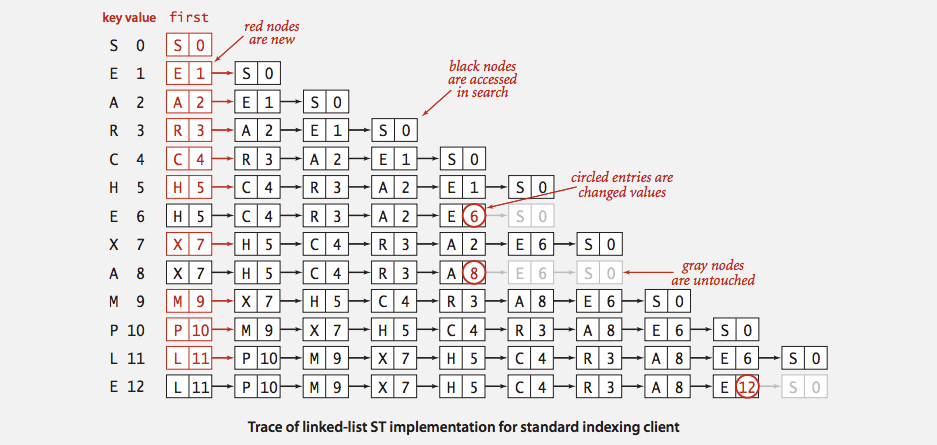 key value first
red nodes
are new
S 0 S 0
E 1 E 1 S 0
black nodes
are accessed
in search
A 2 A 2 E 1 S 0
R 3 R 3 A 2 E 1 S 0
C 4 C 4 R 3 A 2 E 1 S 0
H 5 H 5 C 4 R 3 A 2 E 1 S 0
circled entries are
changed values
E 6 H 5 C 4 R 3 A 2 E 6 S 0
X 7 X 7 H 5 C 4 R 3 A 2 E 6 S 0
A 8 X 7 H 5 C 4 R 3 A 8 E 6 S 0
gray nodes
are untouched
M 9 M 9 X 7 H 5 C 4 R 3 A 8 E 6 S 0
P 10 P 10 M 9 X 7 H 5 C 4 R 3 A 8 E 6 S 0
L 11 L 11 P 10 M 9 X 7 H 5 C 4 R 3 A 8 E 6 S 0
E 12 L 11 P 10 M 9 X 7 H 5 C 4 R 3 A 8 E 12 S 0
Trace of linked-list ST implementation for standard indexing client